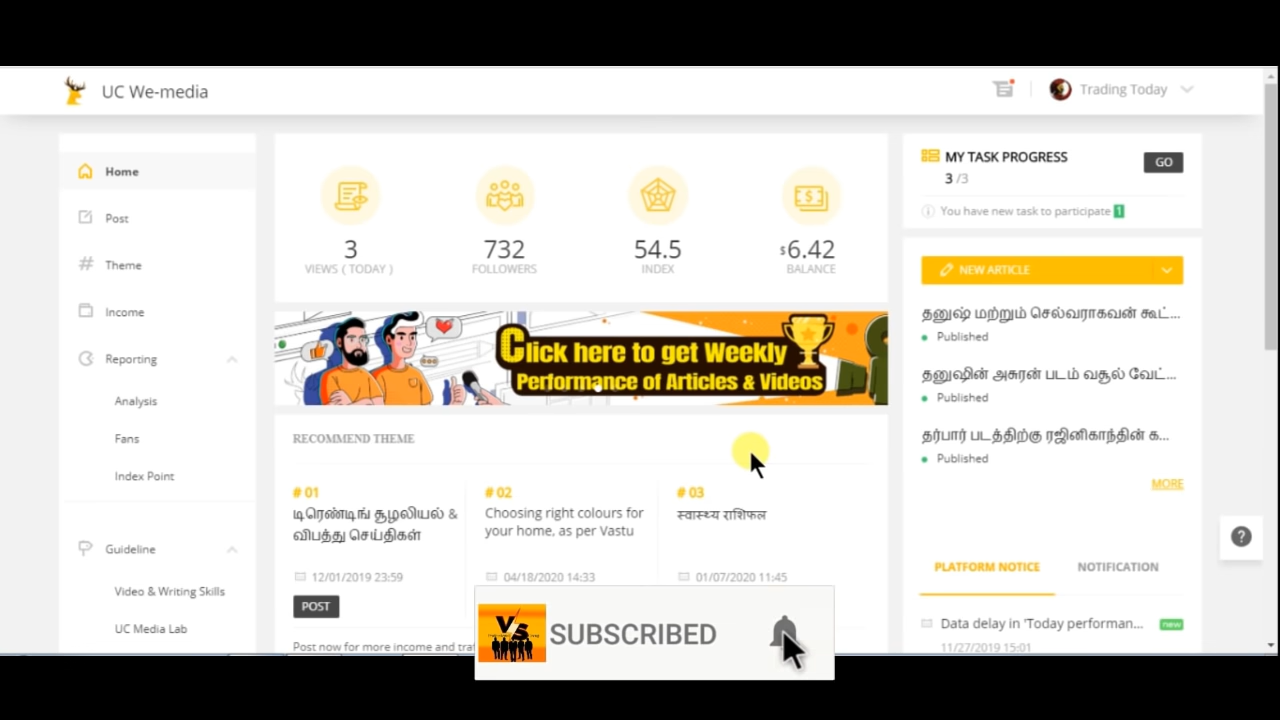 UC We-media
Trading Today
Home
Post
Theme
Income
Reporting
Analysis
Fans
Index Point
Guideline
Video & Writing Skills
UC Media Lab
3
VIEWS ( TODAY )
732
FOLLOWERS
54.5
INDEX
$6.42
BALANCE
Click here to get Weekly
Performance of Articles & Videos
RECOMMEND THEME
# 01
டிரெண்டிங் சூழலியல் &
விபத்து செய்திகள்
12/01/2019 23:59
POST
Post now for more income and
# 02
Choosing right colours for
your home, as per Vastu
04/18/2020 14:33
# 03
स्वास्थ्य राशिफल
01/07/2020 11:45
MY TASK PROGRESS
GO
3 /3
You have new task to participate 1
NEW ARTICLE
தனுஷ் மற்றும் செல்வராகவன் கூட்...
Published
தனுஷின் அசுரன் படம் வசூல் வேட்...
Published
தர்பார் படத்திற்கு ரஜினிகாந்தின் க...
Published
MORE
?
PLATFORM NOTICE
NOTIFICATION
Data delay in 'Today performan...
new
11/27/2019 15:01
VS
SUBSCRIBED